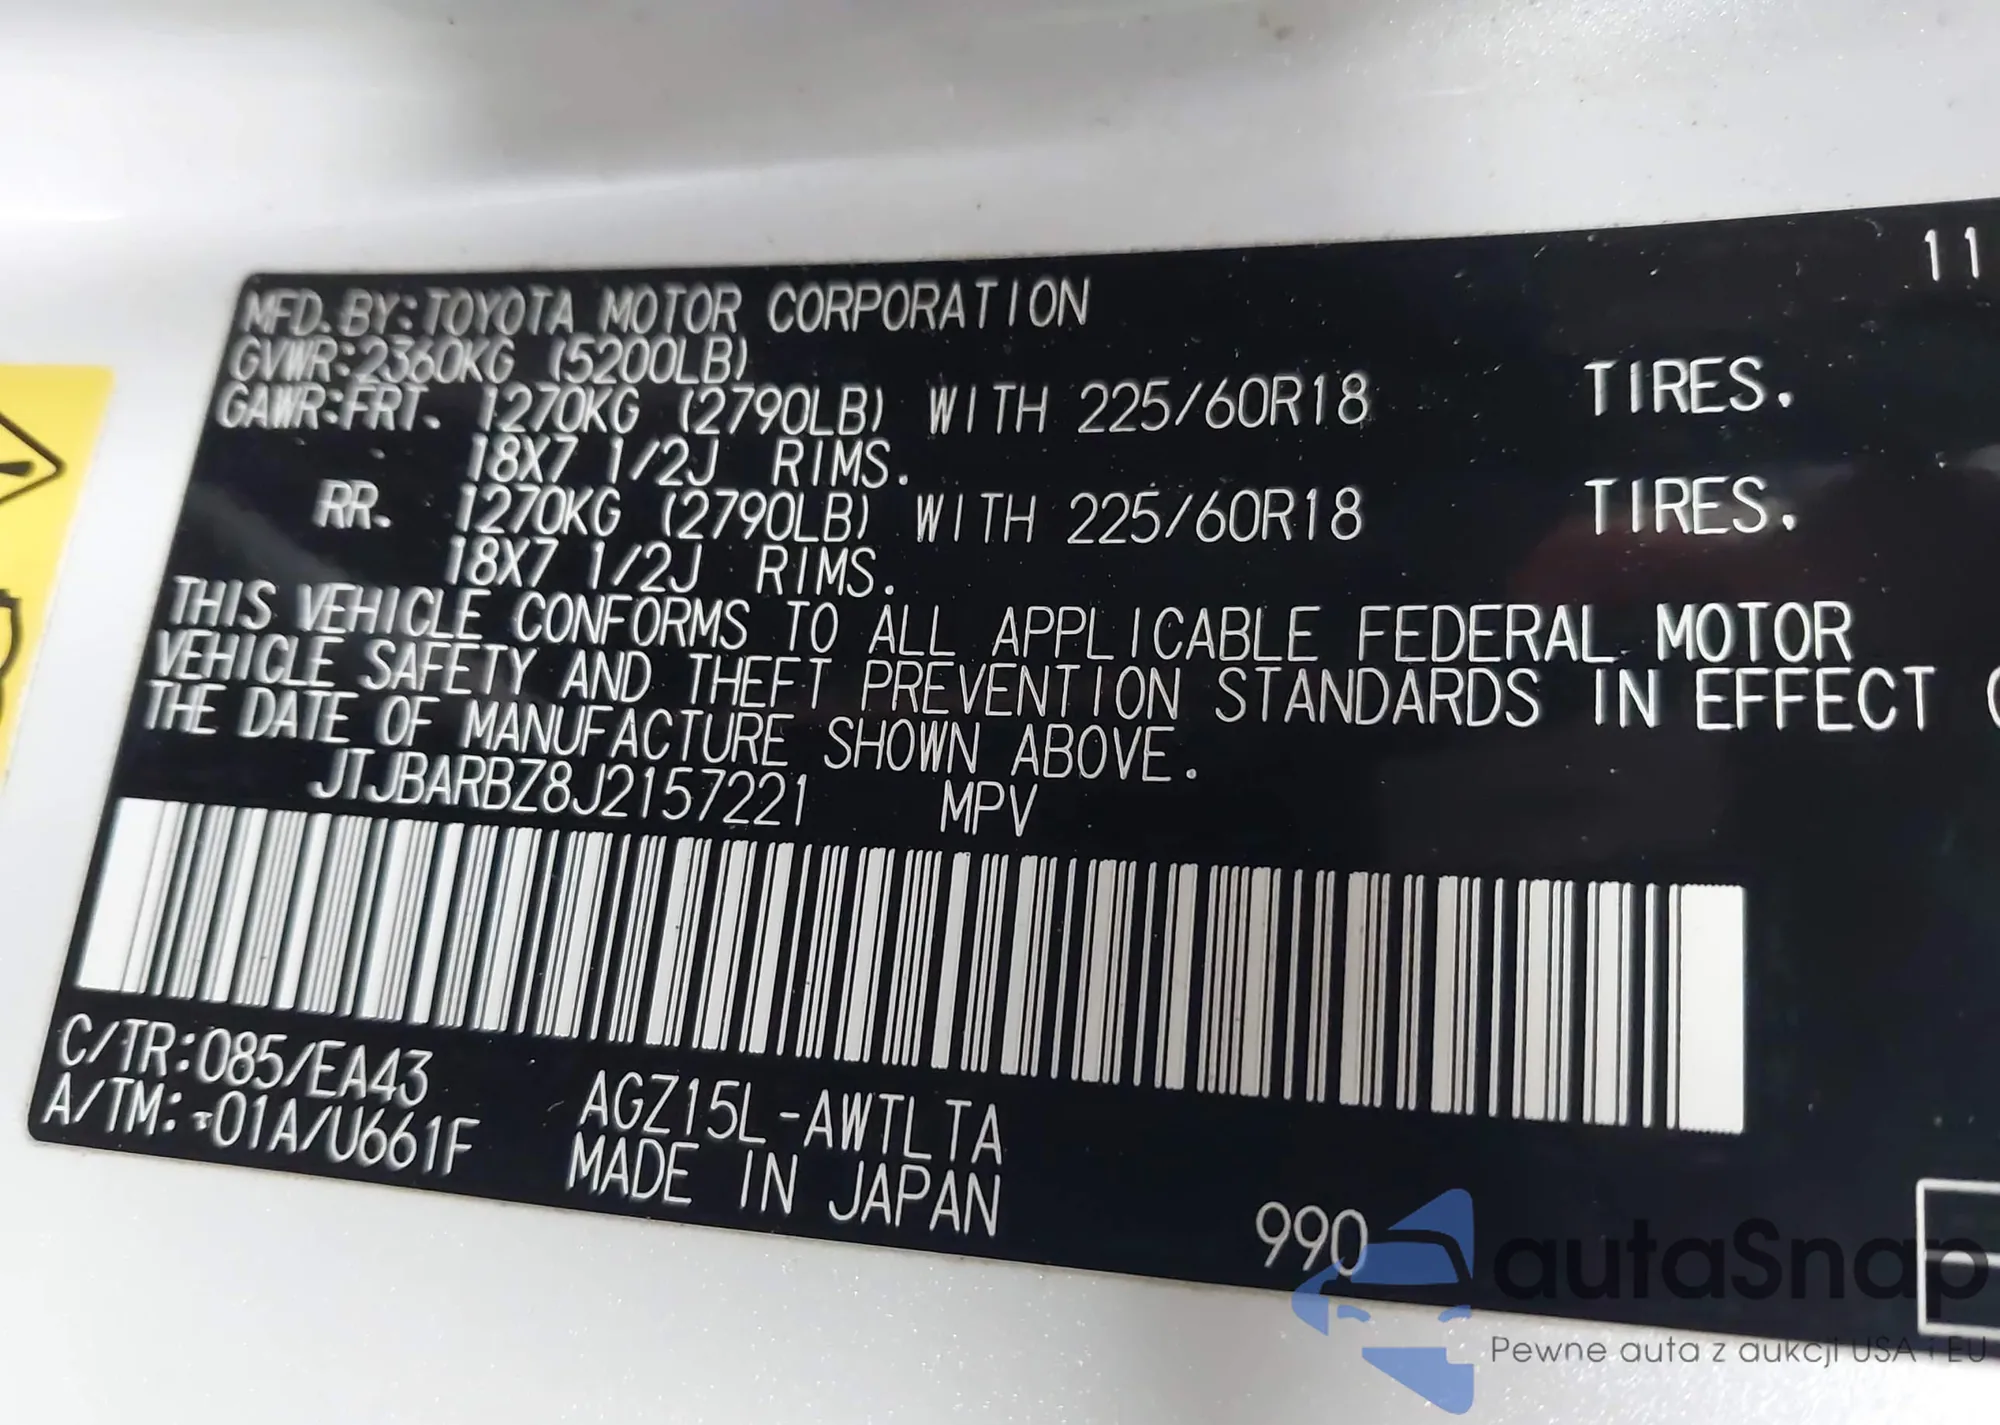 11
MFD. BY: TOYOTA MOTOR CORPORATION
GVWR: 2360KG (5200LB)
GAWR: FRT. 1270KG (2790LB) WITH 225/60R18 TIRES.
18X7 1/2J RIMS.
RR. 1270KG (2790LB) WITH 225/60R18 TIRES.
18X7 1/2J RIMS.
THIS VEHICLE CONFORMS TO ALL APPLICABLE FEDERAL MOTOR
VEHICLE SAFETY AND THEFT PREVENTION STANDARDS IN EFFECT
THE DATE OF MANUFACTURE SHOWN ABOVE.
JTJBARBZ8J2157221 MPV
C/TR: 085/EA43
A/TM: -01A/U661F
AGZ15L-AWTLTA
MADE IN JAPAN
990
autaSnap
Pewne auta z aukcji USA i EU